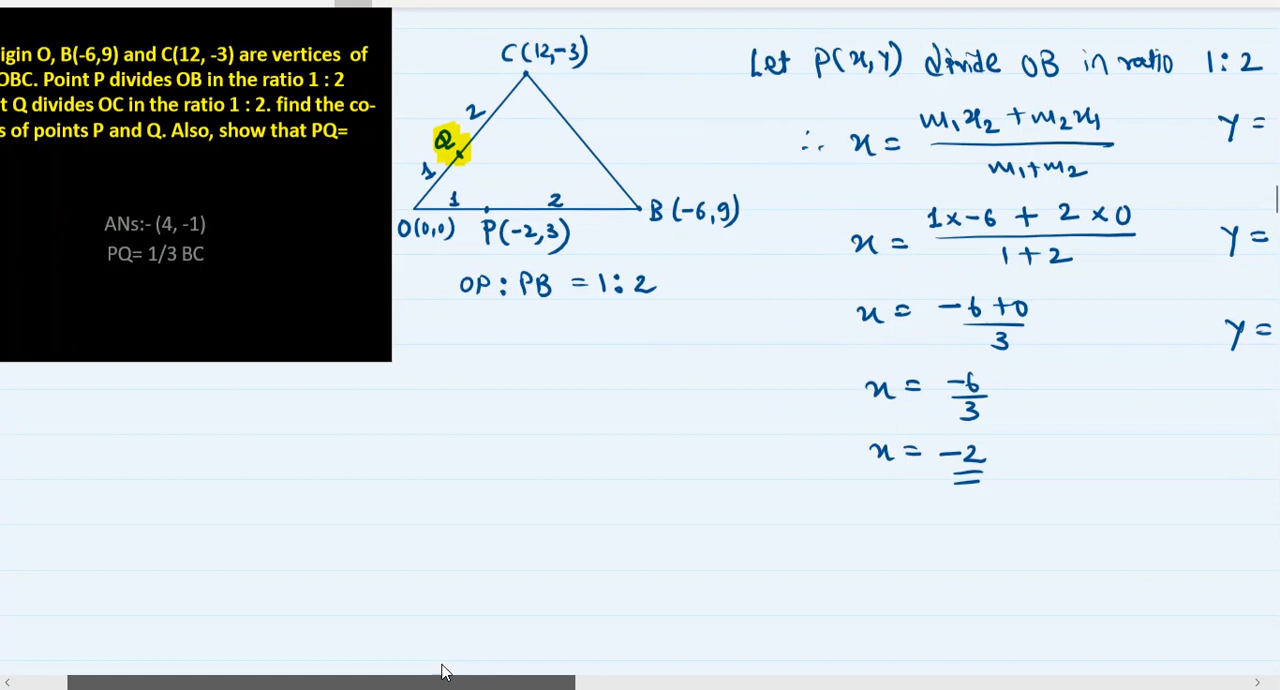 igin O, B(-6,9) and C(12, -3) are vertices of
OBC. Point P divides OB in the ratio 1 : 2
t Q divides OC in the ratio 1 : 2. find the co-
s of points P and Q. Also, show that PQ=
ANs:- (4, -1)
PQ= 1/3 BC
C(12,-3)
2
Q
1
1 2
B(-6,9)
O(0,0) P(-2,3)
OP : PB = 1:2
Let P(x,y) divide OB in ratio 1:2
∴ x = m₁x₂ + m₂x₁ / m₁+m₂ y =
x = 1×-6 + 2×0 / 1+2 y =
x = -6+0 / 3 y =
x = -6 / 3
x = -2